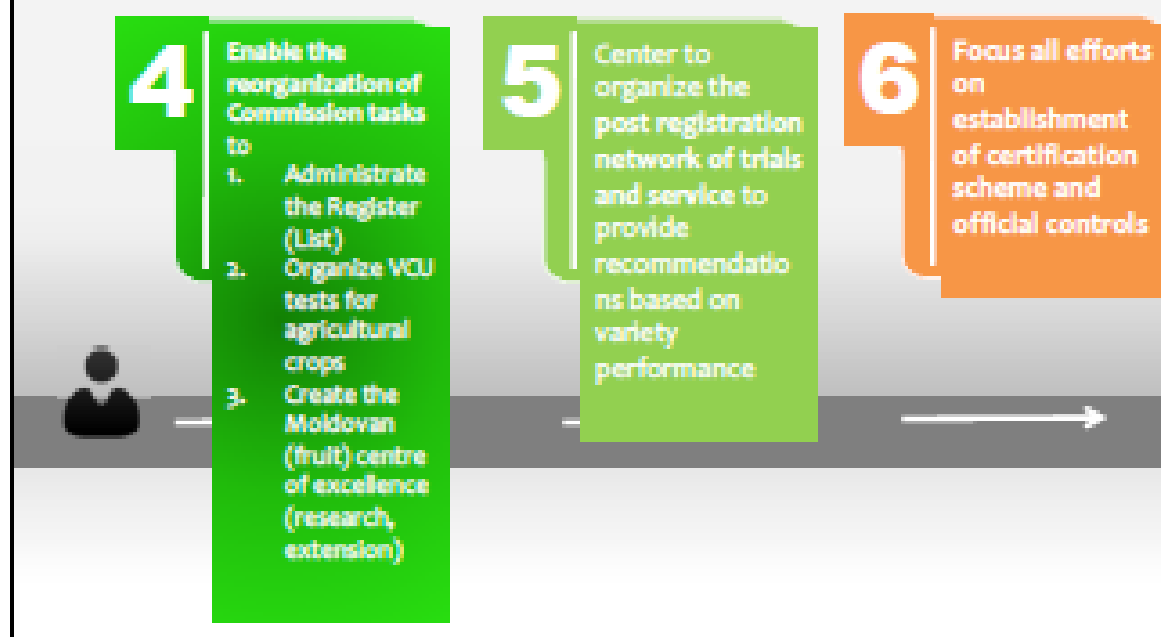 4
Enable the
reorganization of
Commission tasks
to
1. Administrate
the Register
(List)
2. Organize VCU
tests for
agricultural
crops
3. Create the
Moldovan
(fruit) centre
of excellence
(research,
extension)
5
Center to
organize the
post registration
network of trials
and service to
provide
recommendatio
ns based on
variety
performance
6
Focus all efforts
on
establishment
of certification
scheme and
official controls